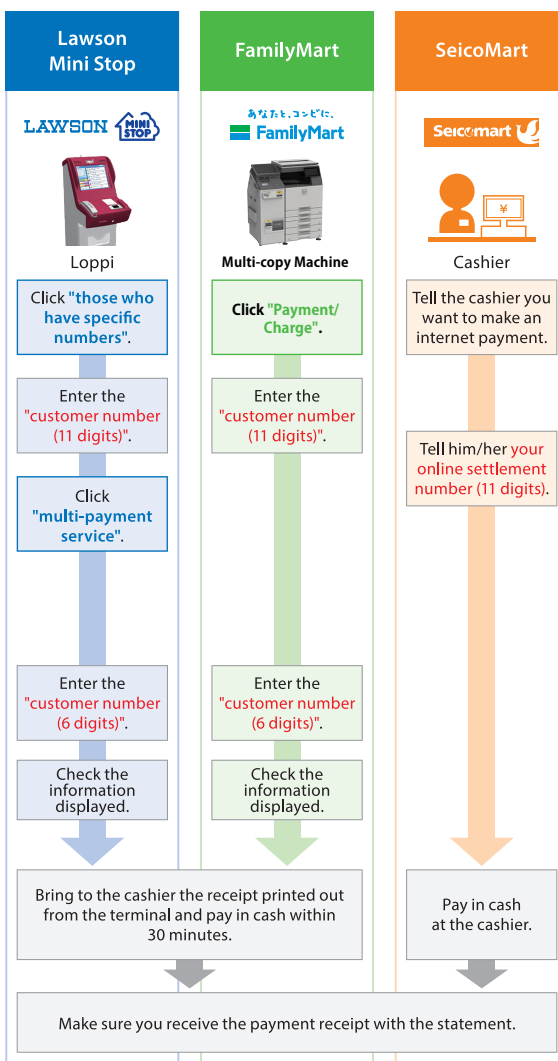 Lawson
Mini Stop
LAWSON
MINI
STOP
Loppi
Click "those who
have specific
numbers".
Enter the
"customer number
(11 digits)".
Click
"multi-payment
service".
Enter the
"customer number
(6 digits)".
Check the
information
displayed.
FamilyMart
あなたと、コンビに、
FamilyMart
Multi-copy Machine
Click "Payment/
Charge".
Enter the
"customer number
(11 digits)".
Enter the
"customer number
(6 digits)".
Check the
information
displayed.
Bring to the cashier the receipt printed out
from the terminal and pay in cash within
30 minutes.
SeicoMart
Seicomart
¥
Cashier
Tell the cashier you
want to make an
internet payment.
Tell him/her your
online settlement
number (11 digits).
Pay in cash
at the cashier.
Make sure you receive the payment receipt with the statement.